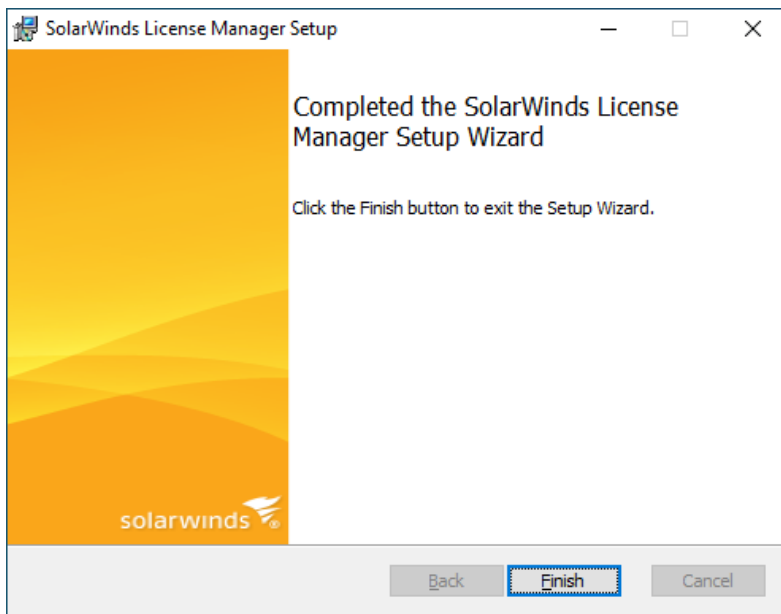 SolarWinds License Manager Setup
Completed the SolarWinds License
Manager Setup Wizard
Click the Finish button to exit the Setup Wizard.
solarwinds®
Back
Finish
Cancel